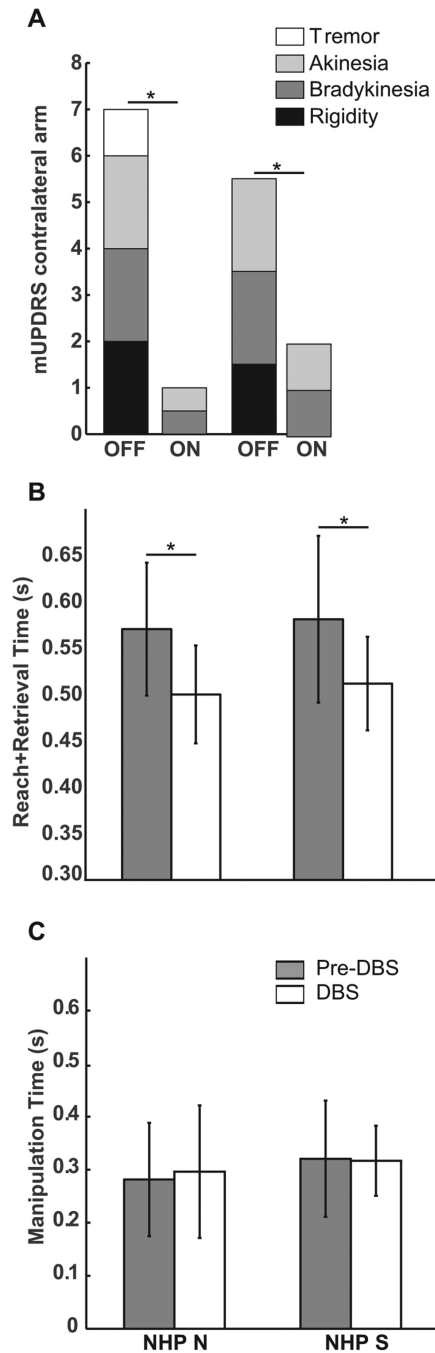 A
Tremor
Akinesia
Bradykinesia
Rigidity
mUPDRS contralateral arm
8
7
6
5
4
3
2
1
0
*
*
OFF ON OFF ON
B
Reach+Retrieval Time (s)
0.65
0.60
0.55
0.50
0.45
0.40
0.35
0.30
*
*
C
Pre-DBS
DBS
Manipulation Time (s)
0.6
0.5
0.4
0.3
0.2
0.1
0
NHP N NHP S